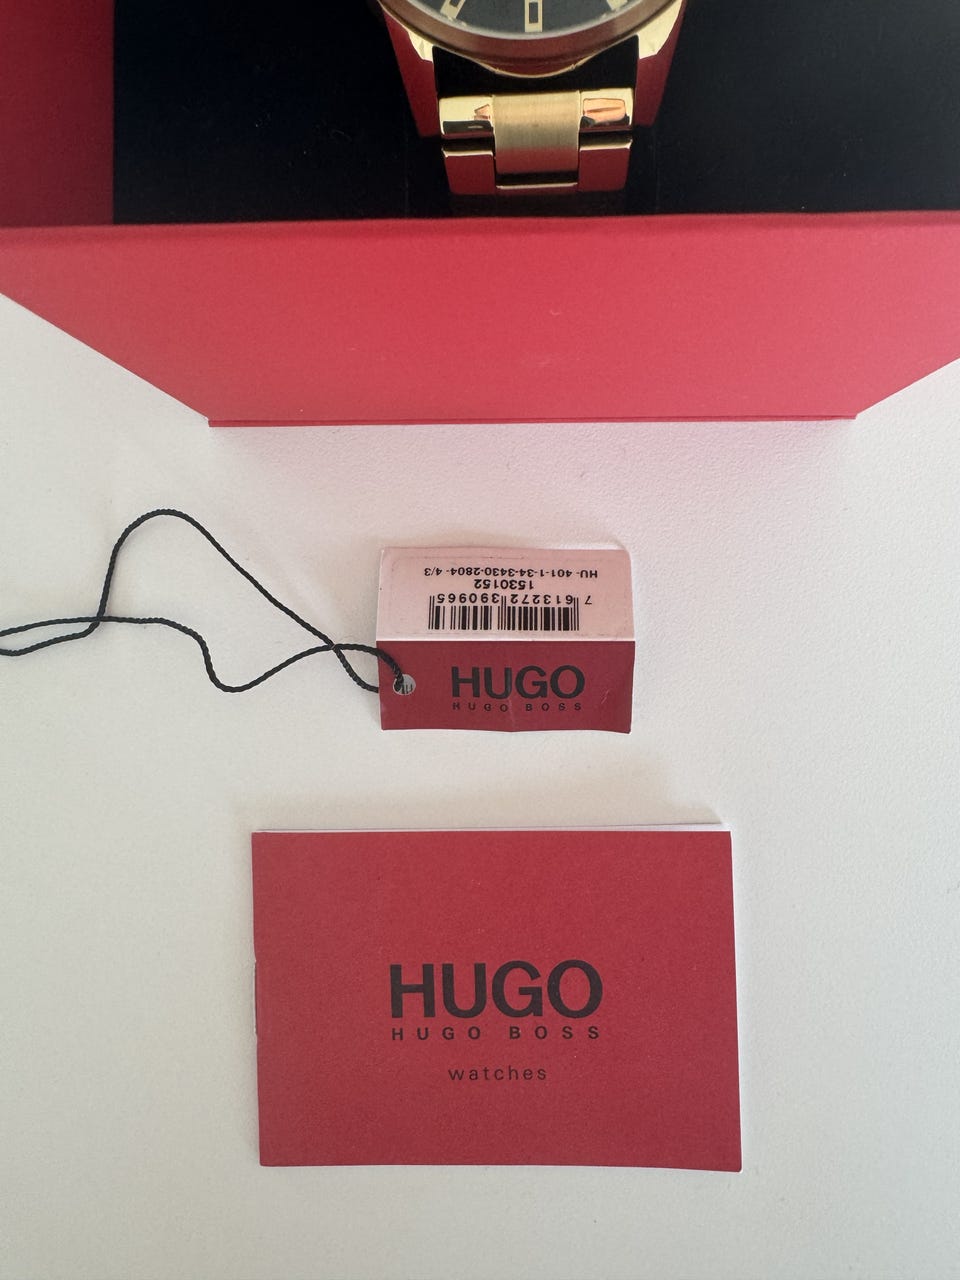 HU- 401-1-34-3430-2804- 4/3
1530152
7 613272 390965
HUGO
HUGO BOSS
HUGO
HUGO BOSS
watches